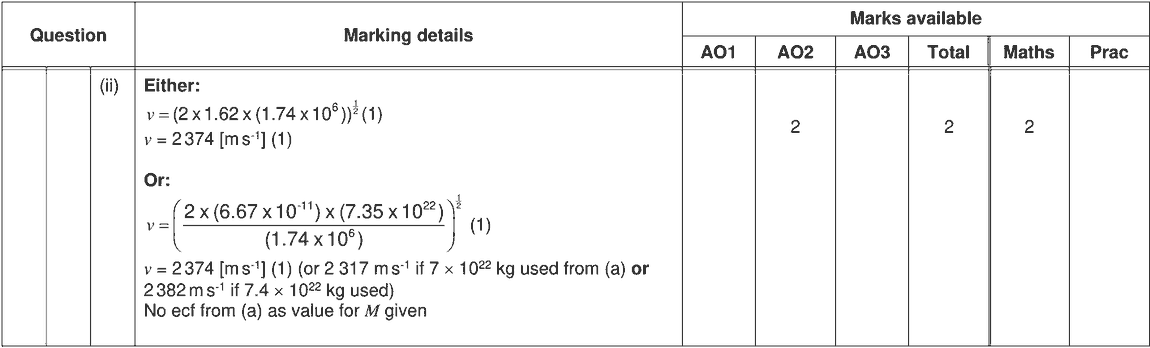 Question Marking details Marks available
AO1 AO2 AO3 Total Maths Prac
(ii) Either:
v = (2 x 1.62 x (1.74 x 10⁶))^½ (1)
v = 2 374 [m s⁻¹] (1)
2 2 2
Or:
v = ( 2 x (6.67 x 10⁻¹¹) x (7.35 x 10²²) / (1.74 x 10⁶) )^½ (1)
v = 2 374 [m s⁻¹] (1) (or 2 317 m s⁻¹ if 7 × 10²² kg used from (a) or
2 382 m s⁻¹ if 7.4 × 10²² kg used)
No ecf from (a) as value for M given